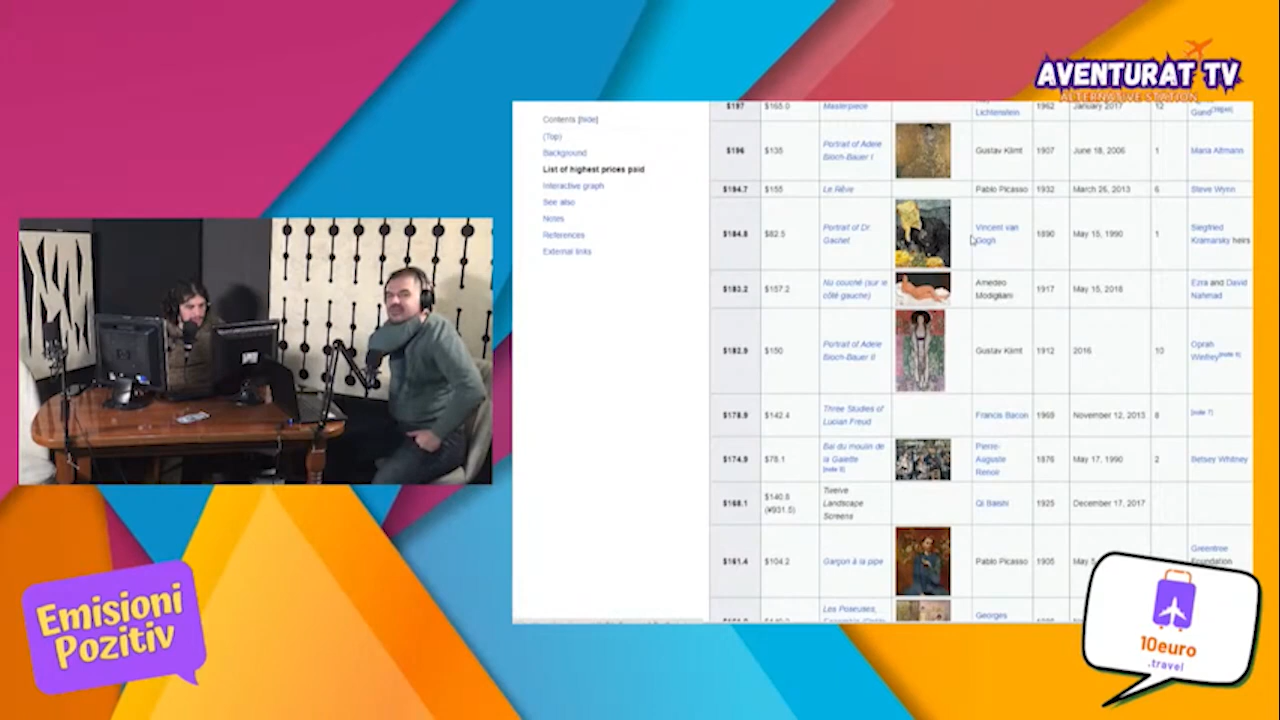 AVENTURAT TV
ALTERNATIVE STATION
Contents [hide]
(Top)
Background
List of highest prices paid
Interactive graph
See also
Notes
References
External links
$197 $165.0 Masterpiece Lichtenstein 1962 January 2017 12
$196 $135 Portrait of Adele Bloch-Bauer I Gustav Klimt 1907 June 18, 2006 1 Maria Altmann
$194.7 $155 Le Rêve Pablo Picasso 1932 March 26, 2013 6 Steve Wynn
$184.8 $82.5 Portrait of Dr. Gachet Vincent van Gogh 1890 May 15, 1990 1 Siegfried Kramarsky heirs
$183.2 $157.2 Nu couché (sur le côté gauche) Amedeo Modigliani 1917 May 15, 2018 Ezra and David Nahmad
$182.9 $150 Portrait of Adele Bloch-Bauer II Gustav Klimt 1912 2016 10 Oprah Winfrey
$178.9 $142.4 Three Studies of Lucian Freud Francis Bacon 1969 November 12, 2013 8 [note 7]
$174.9 $78.1 Bal du moulin de la Galette Pierre-Auguste Renoir 1876 May 17, 1990 2 Betsey Whitney
$168.1 $140.8 (¥931.5) Twelve Landscape Screens Qi Baishi 1925 December 17, 2017
$161.4 $104.2 Garçon à la pipe Pablo Picasso 1905 May Greentree Foundation
Les Poseuses, Georges
Emisioni
Pozitiv
10euro
.travel